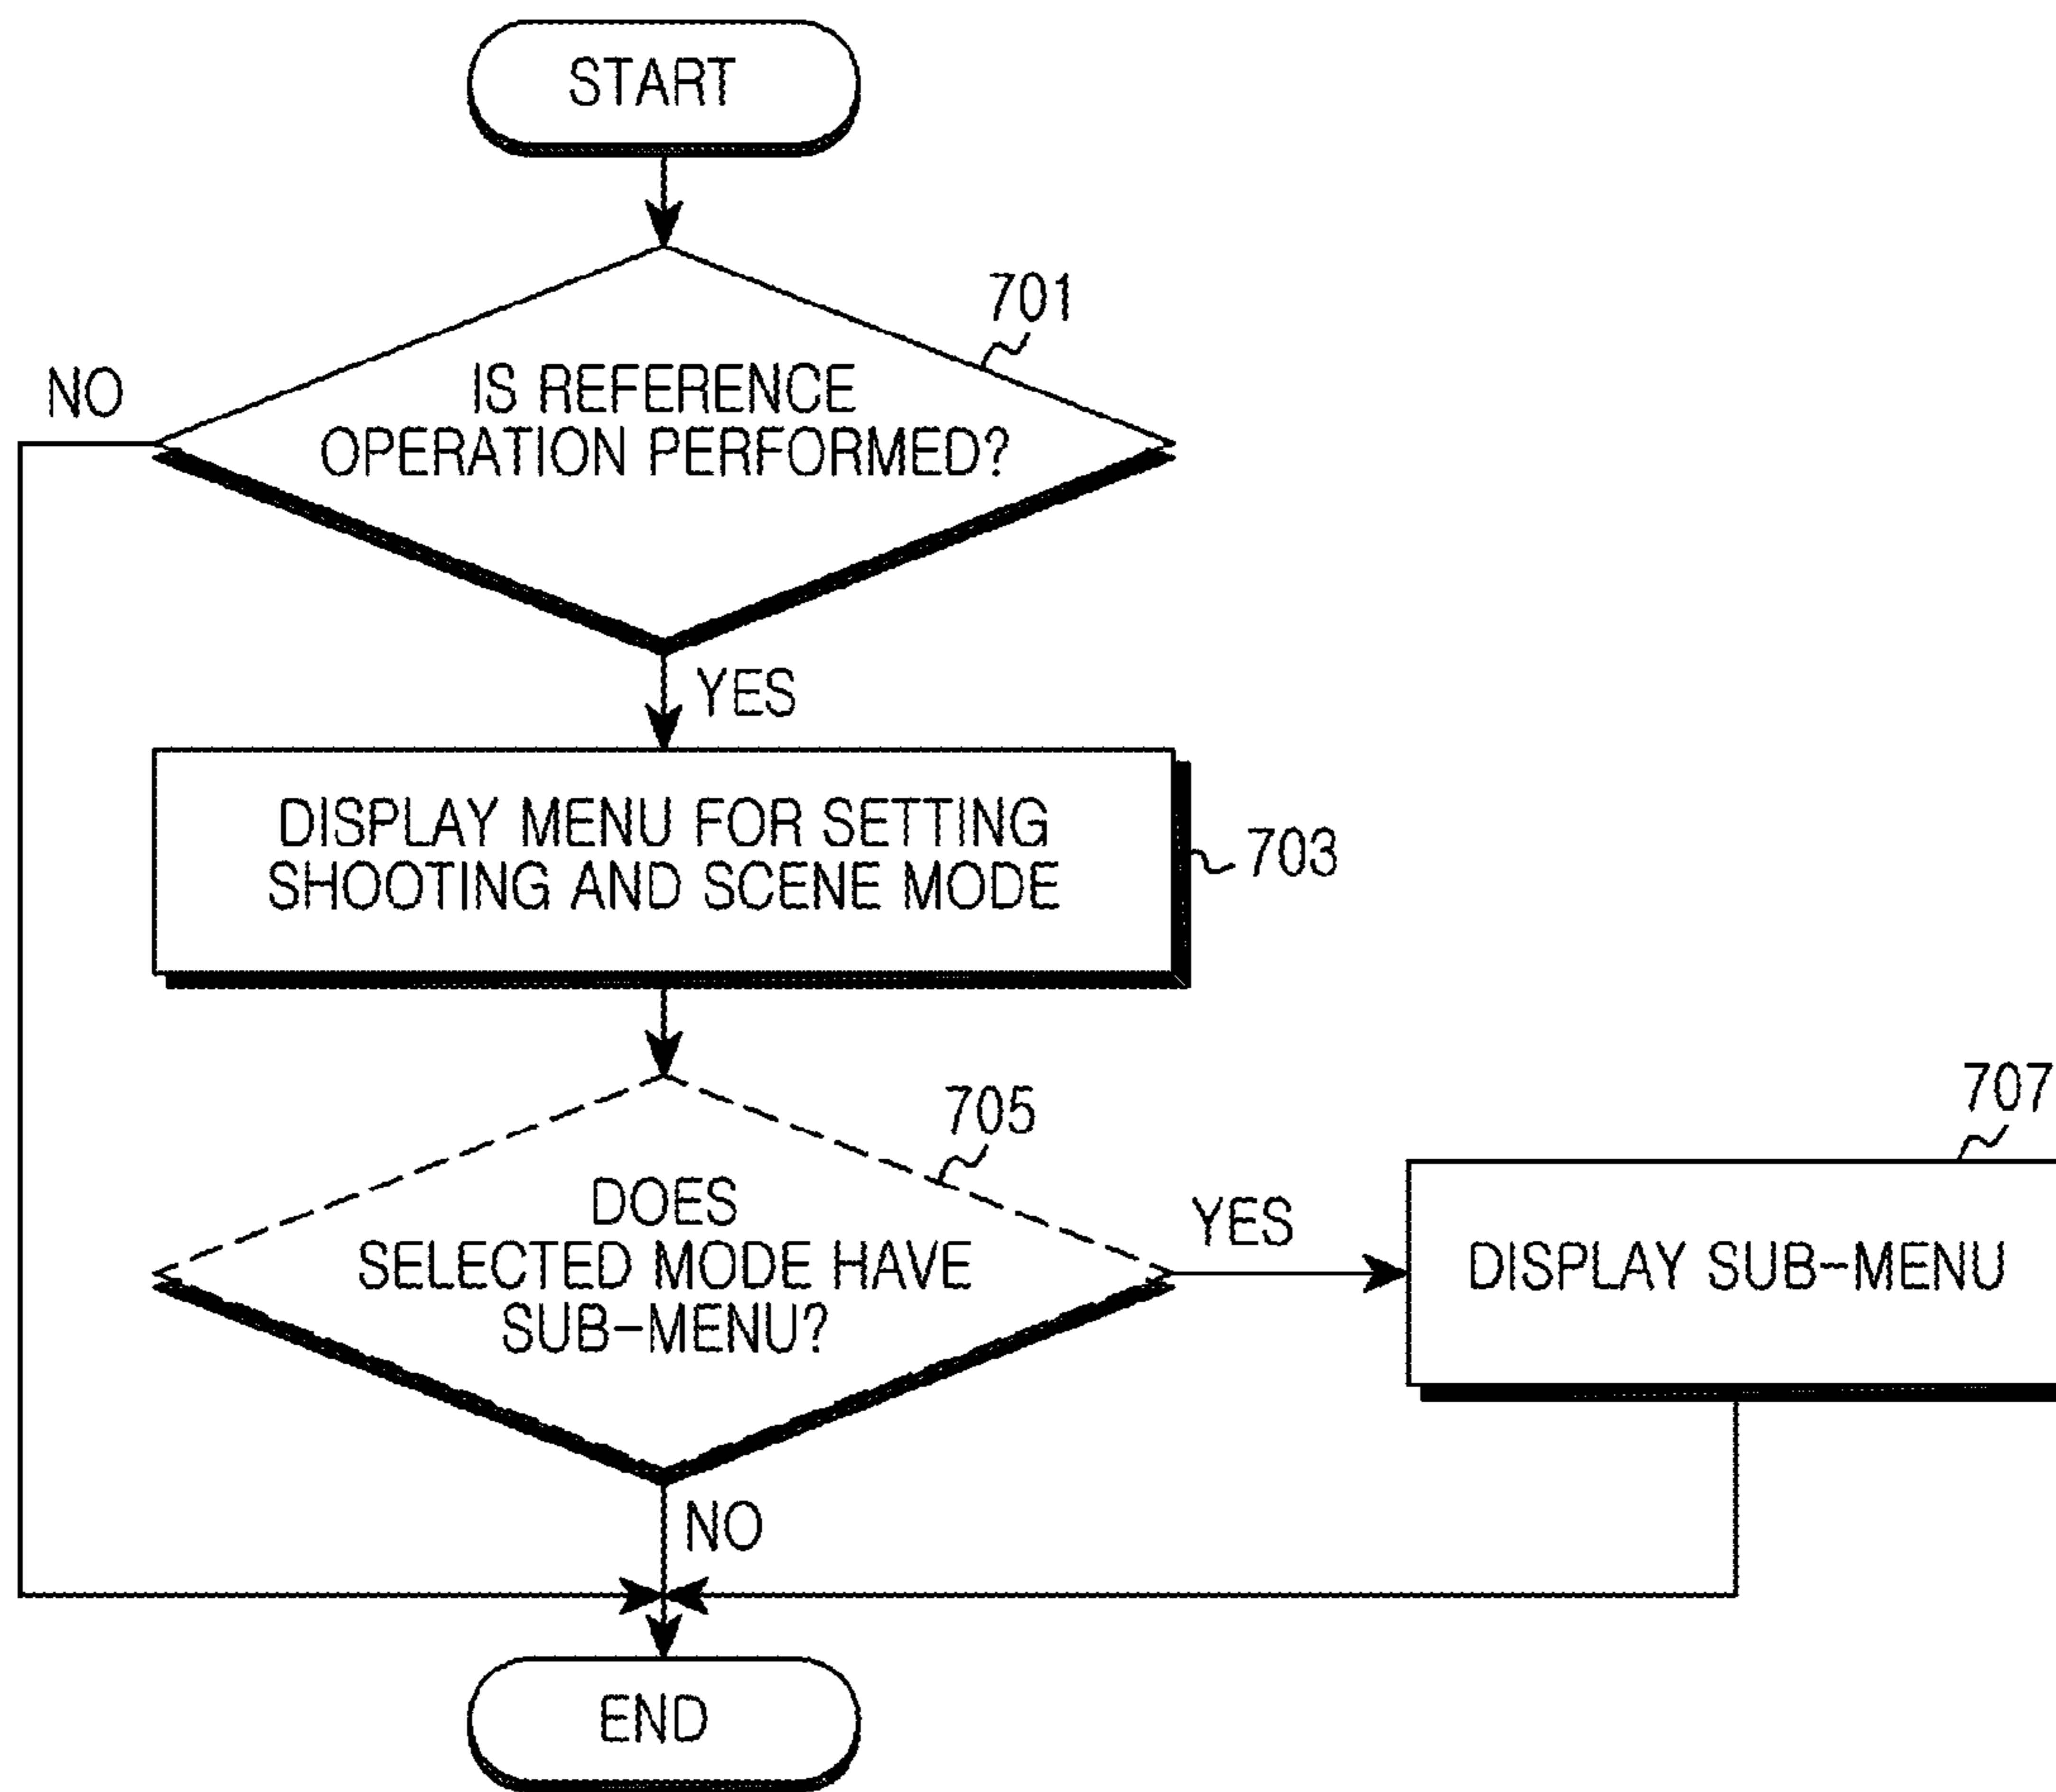 START
701
NO
IS REFERENCE
OPERATION PERFORMED?
YES
DISPLAY MENU FOR SETTING
SHOOTING AND SCENE MODE
703
705
707
DOES
SELECTED MODE HAVE
SUB-MENU?
YES
DISPLAY SUB-MENU
NO
END